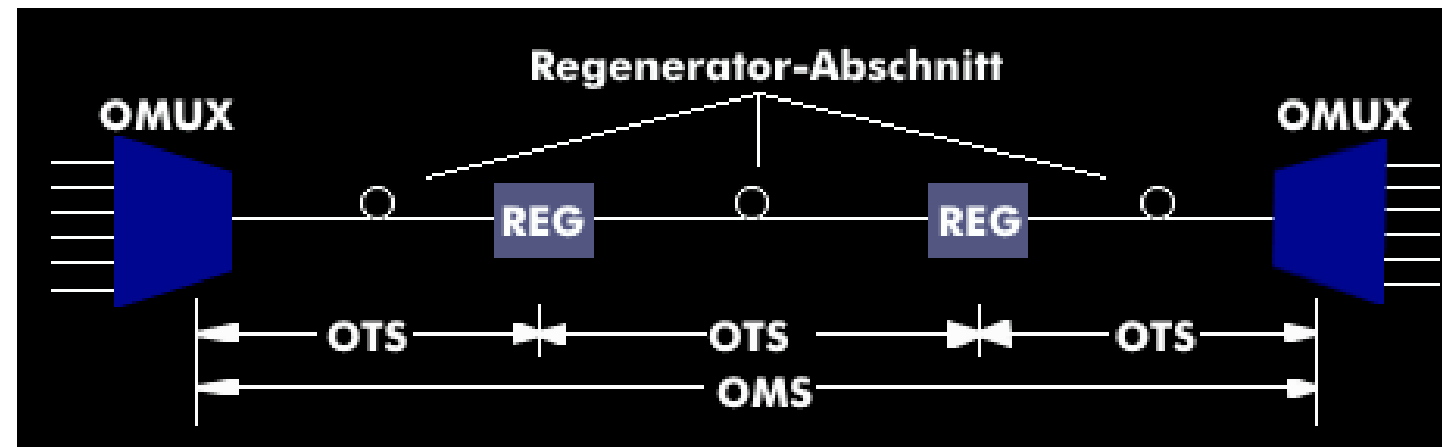 Regenerator-Abschnitt
OMUX
OMUX
REG
REG
OTS
OTS
OTS
OMS